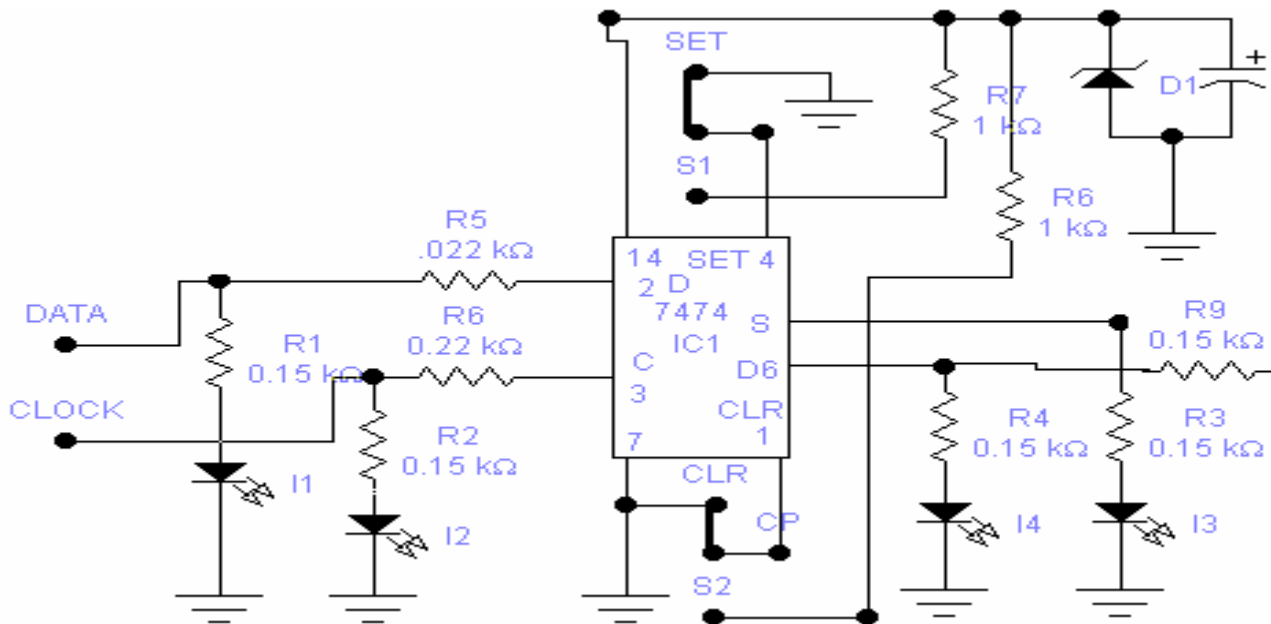 SET
+
D1
R7
1 kΩ
S1
R6
1 kΩ
R5
.022 kΩ
14
SET 4
2
D
7474
IC1
S
DATA
R6
0.22 kΩ
R1
0.15 kΩ
C
3
D6
R9
0.15 kΩ
CLOCK
R2
0.15 kΩ
CLR
1
7
R4
0.15 kΩ
R3
0.15 kΩ
CLR
I1
CP
I2
I4
I3
S2